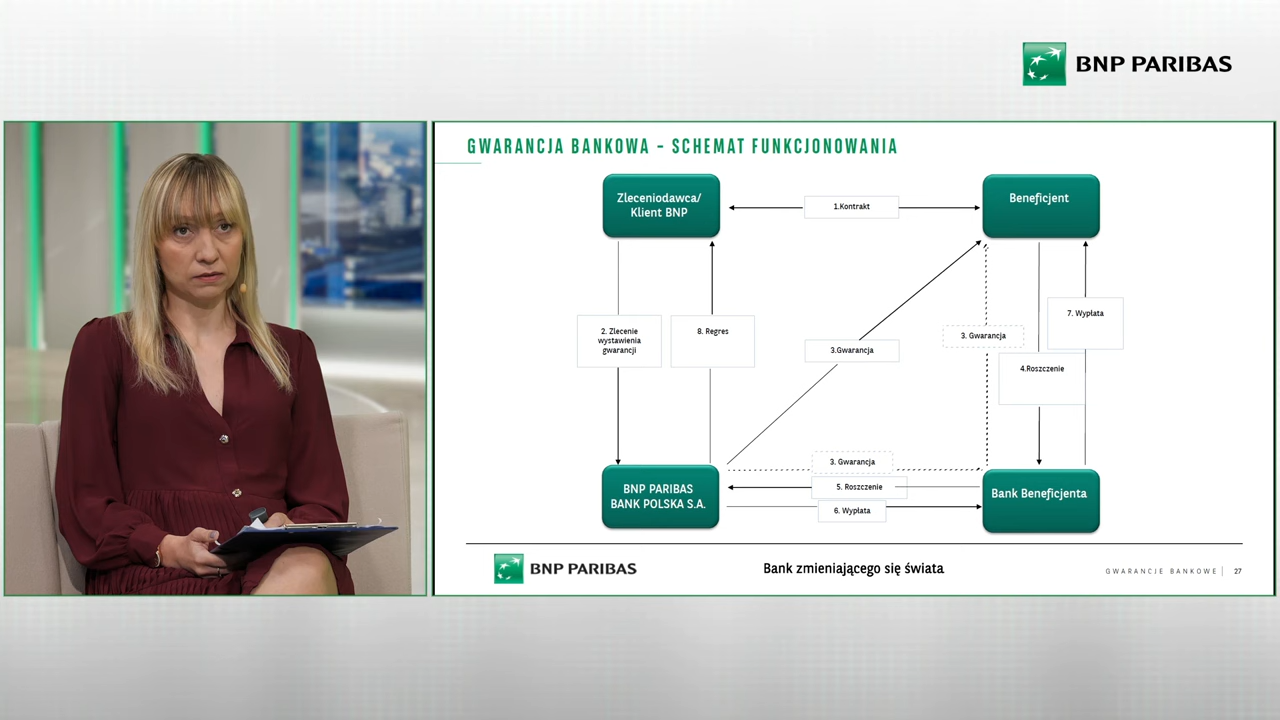 BNP PARIBAS
GWARANCJA BANKOWA – SCHEMAT FUNKCJONOWANIA
Zleceniodawca/
Klient BNP
1.Kontrakt
Beneficjent
2. Zlecenie
wystawienia
gwarancji
8. Regres
3.Gwarancja
3. Gwarancja
7. Wypłata
4.Roszczenie
BNP PARIBAS
BANK POLSKA S.A.
3. Gwarancja
5. Roszczenie
6. Wypłata
Bank Beneficjenta
BNP PARIBAS
Bank zmieniającego się świata
GWARANCJE BANKOWE
27